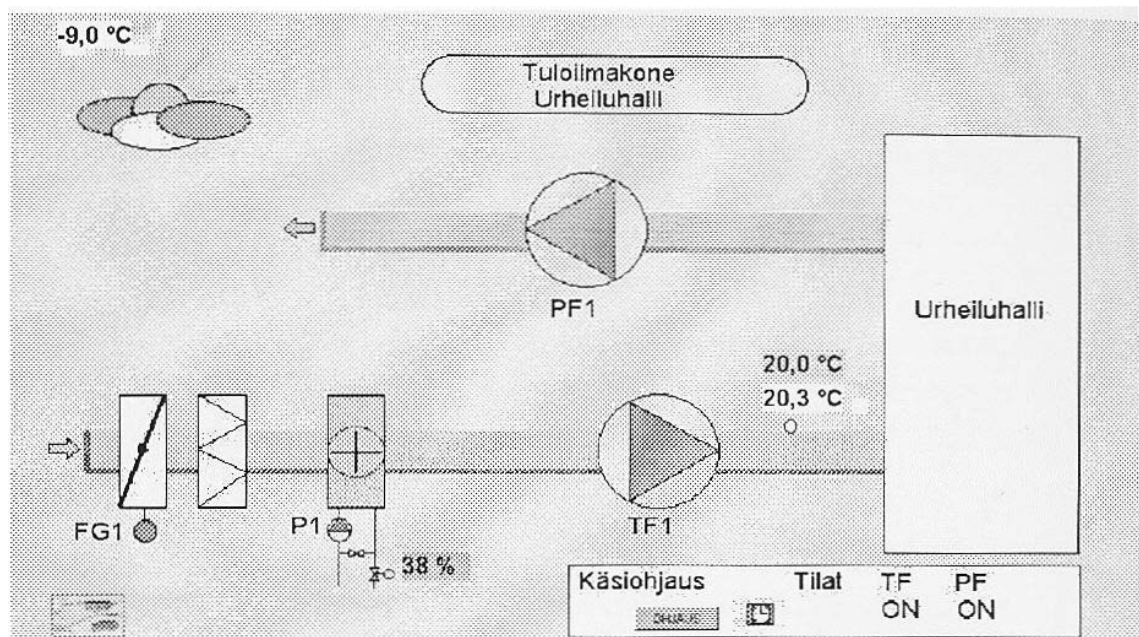 -9,0 °C
Tuloilmakone
Urheiluhalli
PF1
Urheiluhalli
20,0 °C
20,3 °C
FG1
P1
TF1
38 %
Käsiohjaus Tilat TF PF
OHJAUS ON ON